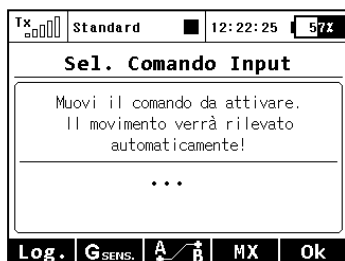 Tx Standard 12:22:25 57%
Sel. Comando Input
Muovi il comando da attivare.
Il movimento verrà rilevato
automaticamente!
...
Log. GSENS. A B MX Ok